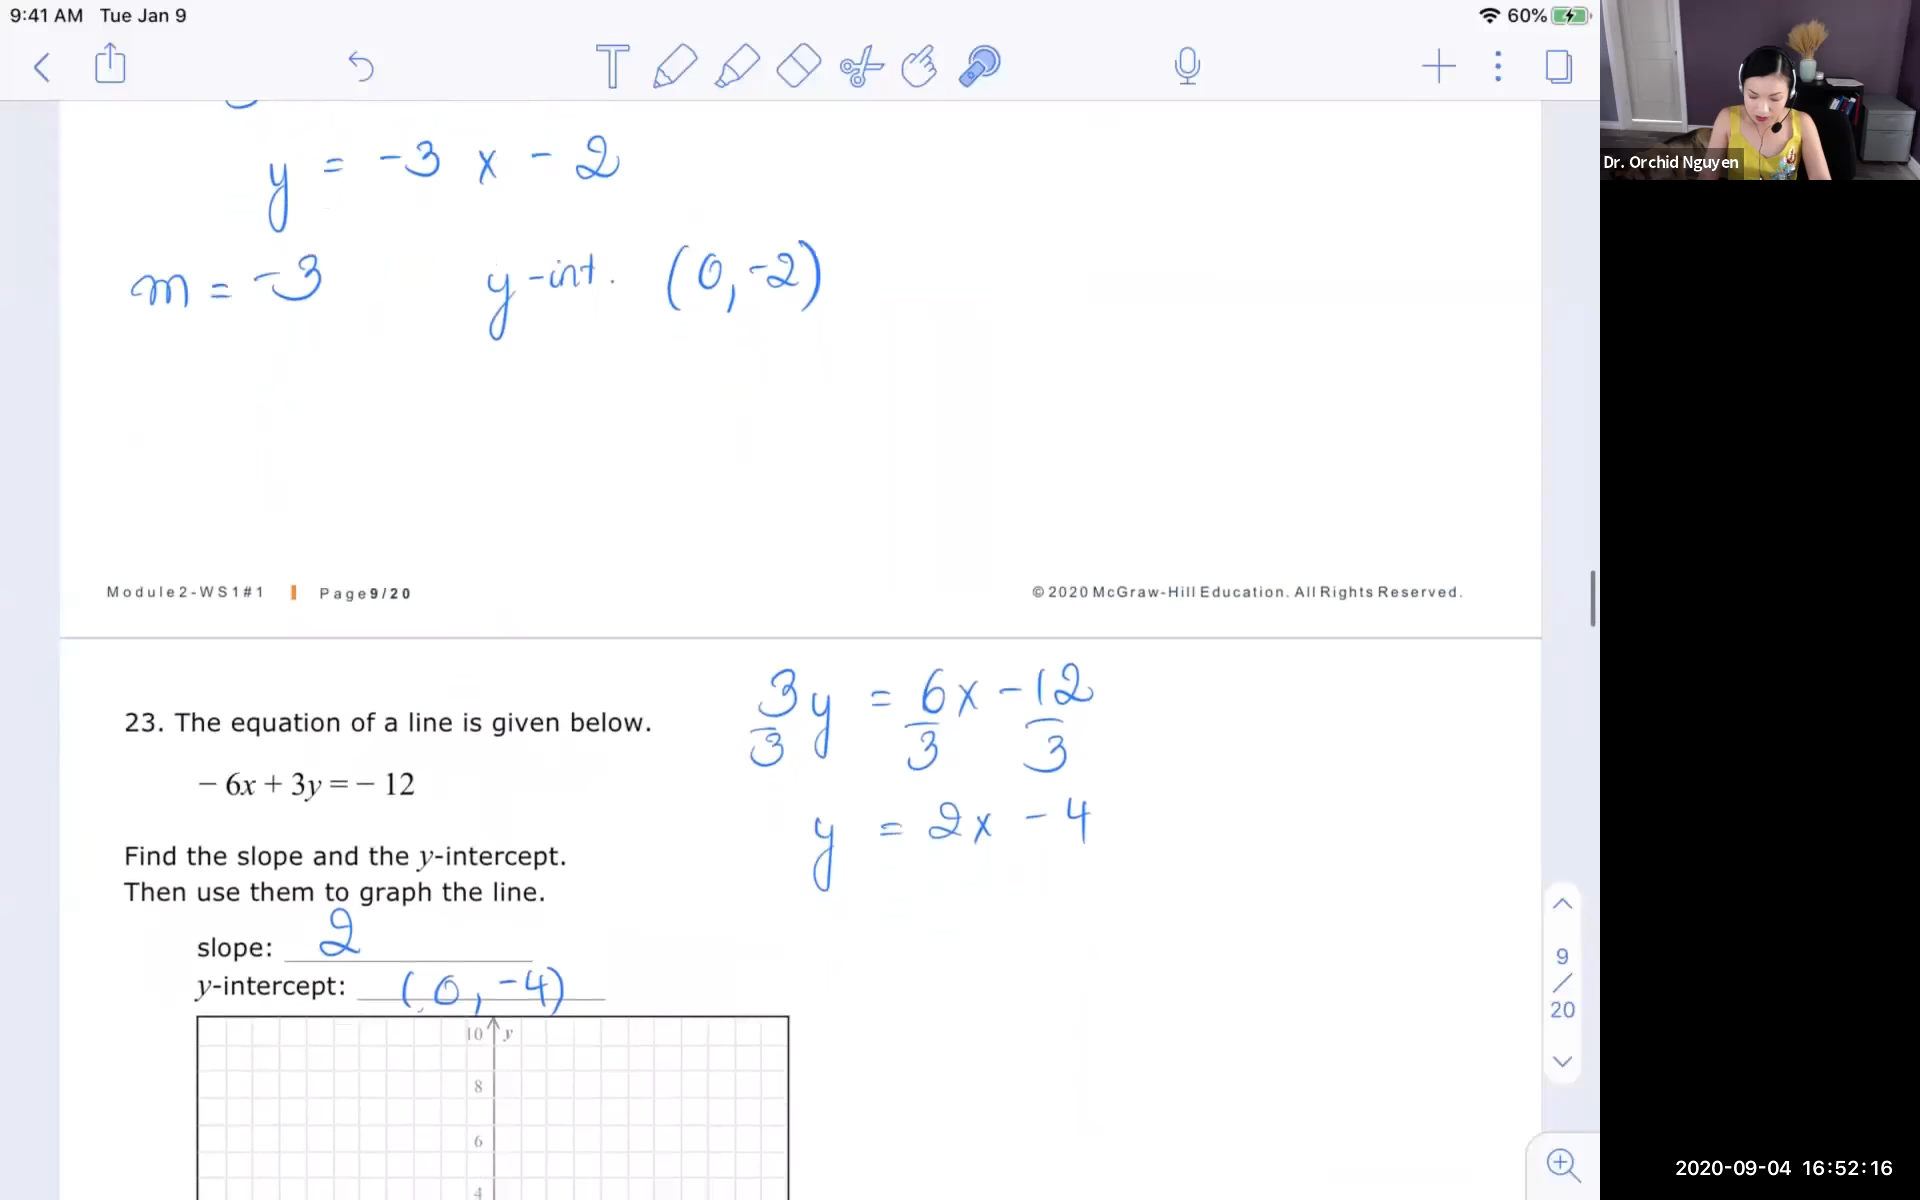 9:41 AM Tue Jan 9
60%
Dr. Orchid Nguyen
y = -3 x - 2
m = -3 y-int. (0, -2)
Module2-WS1#1 Page9/20
©2020 McGraw-Hill Education. All Rights Reserved.
23. The equation of a line is given below.
− 6x + 3y = − 12
3y = 6x - 12
3 3 3
y = 2x - 4
Find the slope and the y-intercept.
Then use them to graph the line.
slope: 2
y-intercept: (0, -4)
10 y
8
6
4
9
/
20
2020-09-04 16:52:16